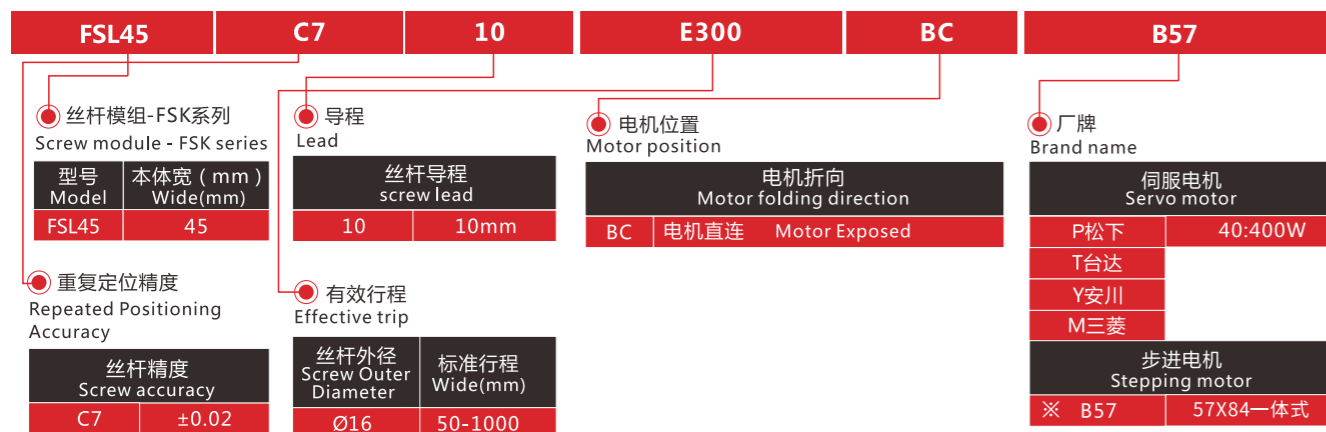 FSL45 C7 10 E300 BC B57
丝杆模组-FSK系列
Screw module - FSK series
型号 本体宽（mm）
Model Wide(mm)
FSL45 45
重复定位精度
Repeated Positioning
Accuracy
丝杆精度
Screw accuracy
C7 ±0.02
导程
Lead
丝杆导程
screw lead
10 10mm
有效行程
Effective trip
丝杆外径 标准行程
Screw Outer Wide(mm)
Diameter
Ø16 50-1000
电机位置
Motor position
电机折向
Motor folding direction
BC 电机直连 Motor Exposed
厂牌
Brand name
伺服电机
Servo motor
P松下 40:400W
T台达
Y安川
M三菱
步进电机
Stepping motor
※ B57 57X84一体式